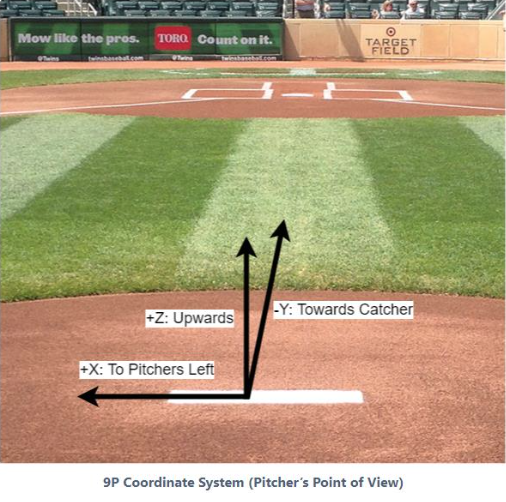 Mow like the pros. TORO. Count on it.
@Twins twinsbaseball.com @Twins twinsbaseball.com
TARGET
FIELD
-Y: Towards Catcher
+Z: Upwards
+X: To Pitchers Left
9P Coordinate System (Pitcher´s Point of View)